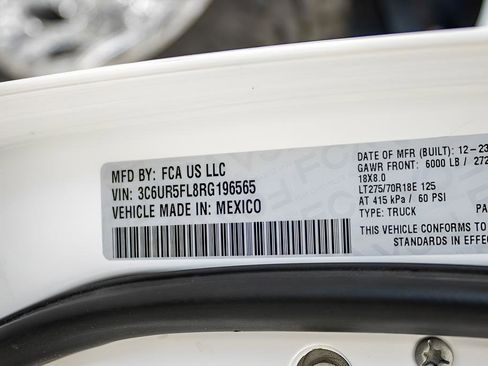 MFD BY: FCA US LLC
VIN: 3C6UR5FL8RG196565
VEHICLE MADE IN: MEXICO
DATE OF MFR (BUILT): 12-23
GAWR FRONT: 6000 LB / 272
18X8.0
LT275/70R18E 125
AT 415 kPa / 60 PSI
TYPE: TRUCK PA
VEHICLE CONFORMS TO
STANDARDS IN EFFE